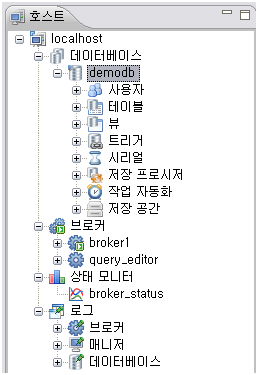 호스트
localhost
데이터베이스
demodb
사용자
테이블
뷰
트리거
시리얼
저장 프로시저
작업 자동화
저장 공간
브로커
broker1
query_editor
상태 모니터
broker_status
로그
브로커
매니저
데이터베이스